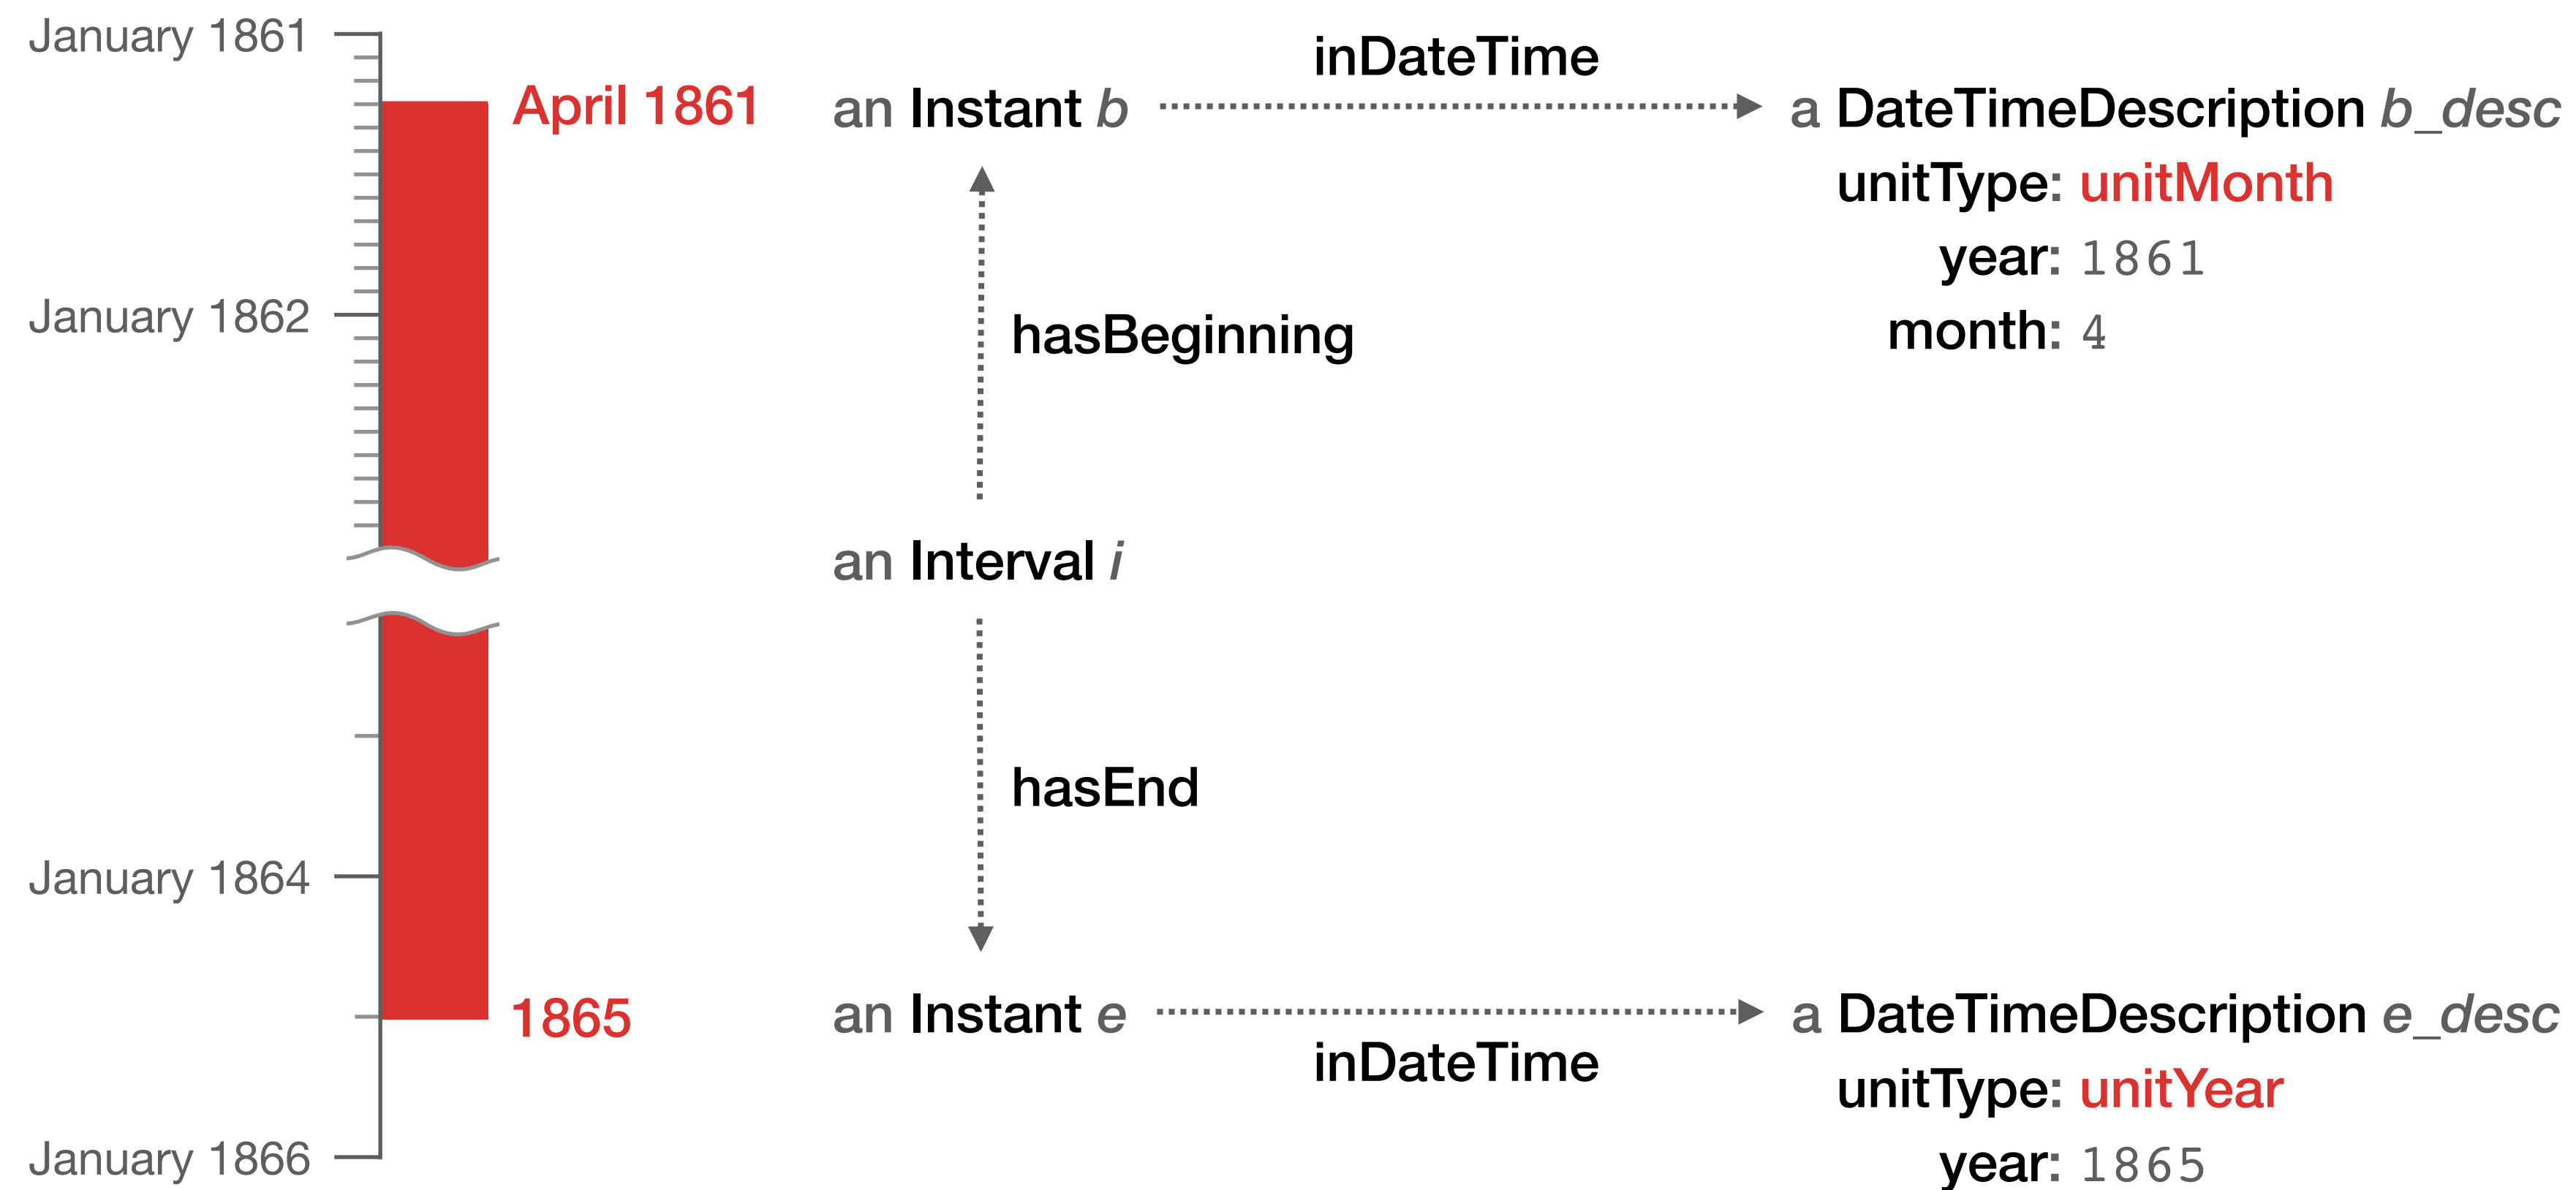 January 1861
April 1861
January 1862
January 1864
1865
January 1866
inDateTime
an Instant b
a DateTimeDescription b_desc
unitType: unitMonth
year: 1861
month: 4
hasBeginning
an Interval i
hasEnd
an Instant e
inDateTime
a DateTimeDescription e_desc
unitType: unitYear
year: 1865